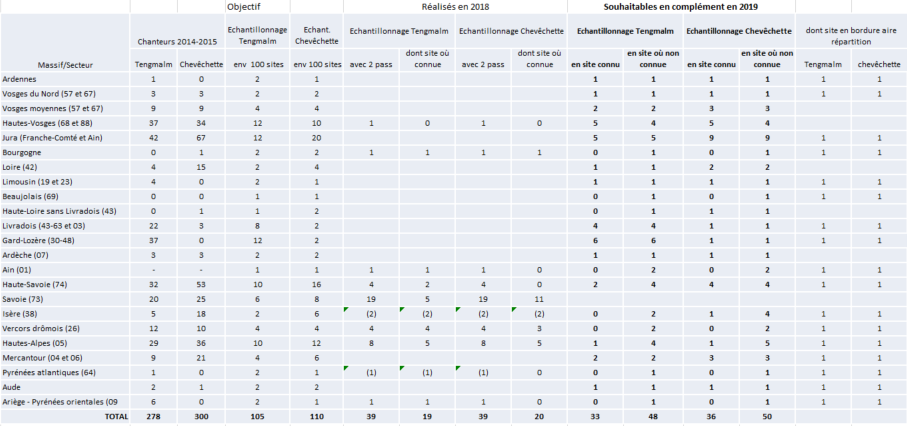 Objectif Réalisés en 2018 Souhaitables en complément en 2019
Chanteurs 2014-2015 Echantillonnage Tengmalm Echant. Chevêchette Echantillonnage Tengmalm Echantillonnage Chevêchette Echantillonnage Tengmalm Echantillonnage Chevêchette dont site en bordure aire répartition
Massif/Secteur Tengmalm Chevêchette env 100 sites env 100 sites avec 2 pass dont site où connue avec 2 pass dont site où connue en site connu en site où non connue en site connu en site où non connue Tengmalm chevêchette
Ardennes 1 0 2 1 1 1 1 1 1 1
Vosges du Nord (57 et 67) 3 3 2 2 1 1 1 1 1 1
Vosges moyennes (57 et 67) 9 9 4 4 2 2 3 3
Hautes-Vosges (68 et 88) 37 34 12 10 1 0 1 0 5 4 5 4
Jura (Franche-Comté et Ain) 42 67 12 20 5 5 9 9 1 1
Bourgogne 0 1 2 2 1 1 1 1 0 1 0 1 1 1
Loire (42) 4 15 2 4 1 1 2 2
Limousin (19 et 23) 4 0 2 1 1 1 1 1 1 1
Beaujolais (69) 0 0 1 1 0 1 0 1 1 1
Haute-Loire sans Livradois (43) 0 1 1 2 0 1 1 1
Livradois (43-63 et 03) 22 3 8 2 4 4 1 1 1 1
Gard-Lozère (30-48) 37 0 12 2 6 6 1 1 1 1
Ardèche (07) 3 3 2 2 1 1 1 1
Ain (01) - - 1 1 1 1 1 0 0 2 0 2 1 1
Haute-Savoie (74) 32 53 10 16 4 2 4 0 2 4 4 4 1 1
Savoie (73) 20 25 6 8 19 5 19 11
Isère (38) 5 18 2 6 (2) (2) (2) (2) 0 2 1 4 1 1
Vercors drômois (26) 12 10 4 4 4 4 4 3 0 2 0 2 1 1
Hautes-Alpes (05) 29 36 10 12 8 5 8 5 1 4 1 5 1 1
Mercantour (04 et 06) 9 21 4 6 2 2 3 3 1 1
Pyrénées atlantiques (64) 1 0 2 1 (1) (1) (1) 0 0 1 0 1 1 1
Aude 2 1 2 2 1 1 1 1 1 1
Ariège - Pyrénées orientales (09 6 0 2 1 1 1 1 0 0 1 0 1 1 1
TOTAL 278 300 105 110 39 19 39 20 33 48 36 50